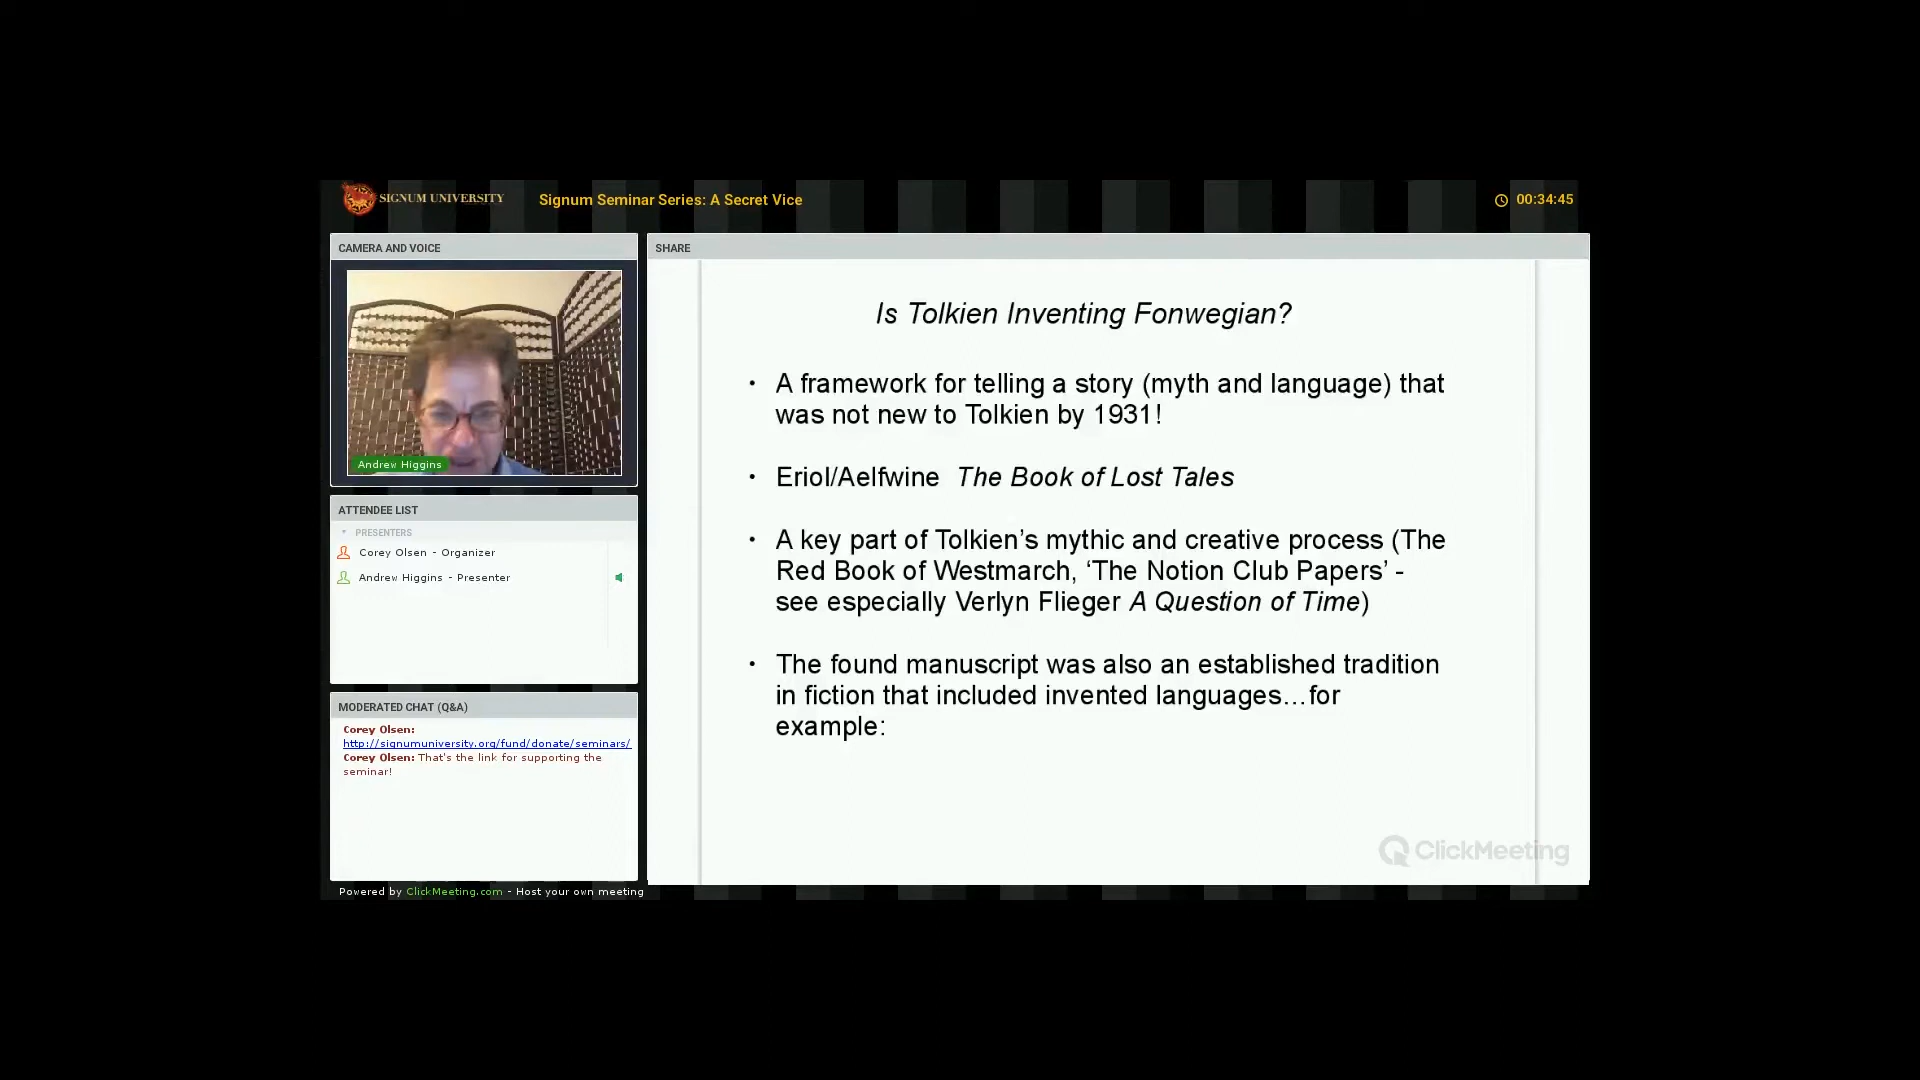 SIGNUM UNIVERSITY
Signum Seminar Series: A Secret Vice
00:34:45
CAMERA AND VOICE
Andrew Higgins
ATTENDEE LIST
PRESENTERS
Corey Olsen - Organizer
Andrew Higgins - Presenter
MODERATED CHAT (Q&A)
Corey Olsen:
http://signumuniversity.org/fund/donate/seminars/
Corey Olsen: That's the link for supporting the
seminar!
Powered by ClickMeeting.com - Host your own meeting
SHARE
Is Tolkien Inventing Fonwegian?
• A framework for telling a story (myth and language) that
was not new to Tolkien by 1931!
• Eriol/Aelfwine The Book of Lost Tales
• A key part of Tolkien’s mythic and creative process (The
Red Book of Westmarch, ‘The Notion Club Papers’ -
see especially Verlyn Flieger A Question of Time)
• The found manuscript was also an established tradition
in fiction that included invented languages…for
example:
ClickMeeting